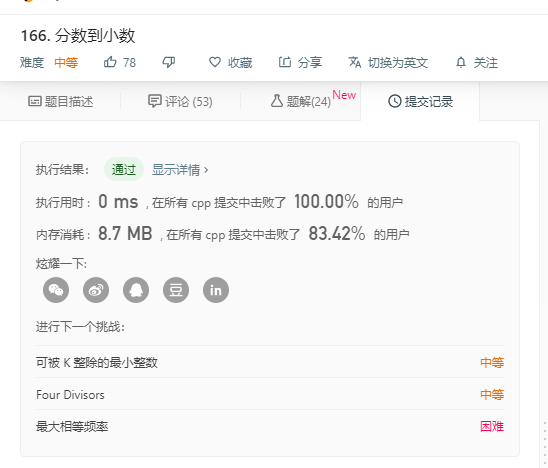 166. 分数到小数
难度 中等 78 收藏 分享 切换为英文 关注
题目描述 评论 (53) 题解(24) New 提交记录
执行结果： 通过 显示详情 ›
执行用时 : 0 ms , 在所有 cpp 提交中击败了 100.00% 的用户
内存消耗 : 8.7 MB , 在所有 cpp 提交中击败了 83.42% 的用户
炫耀一下:
豆 in
进行下一个挑战：
可被 K 整除的最小整数 中等
Four Divisors 中等
最大相等频率 困难